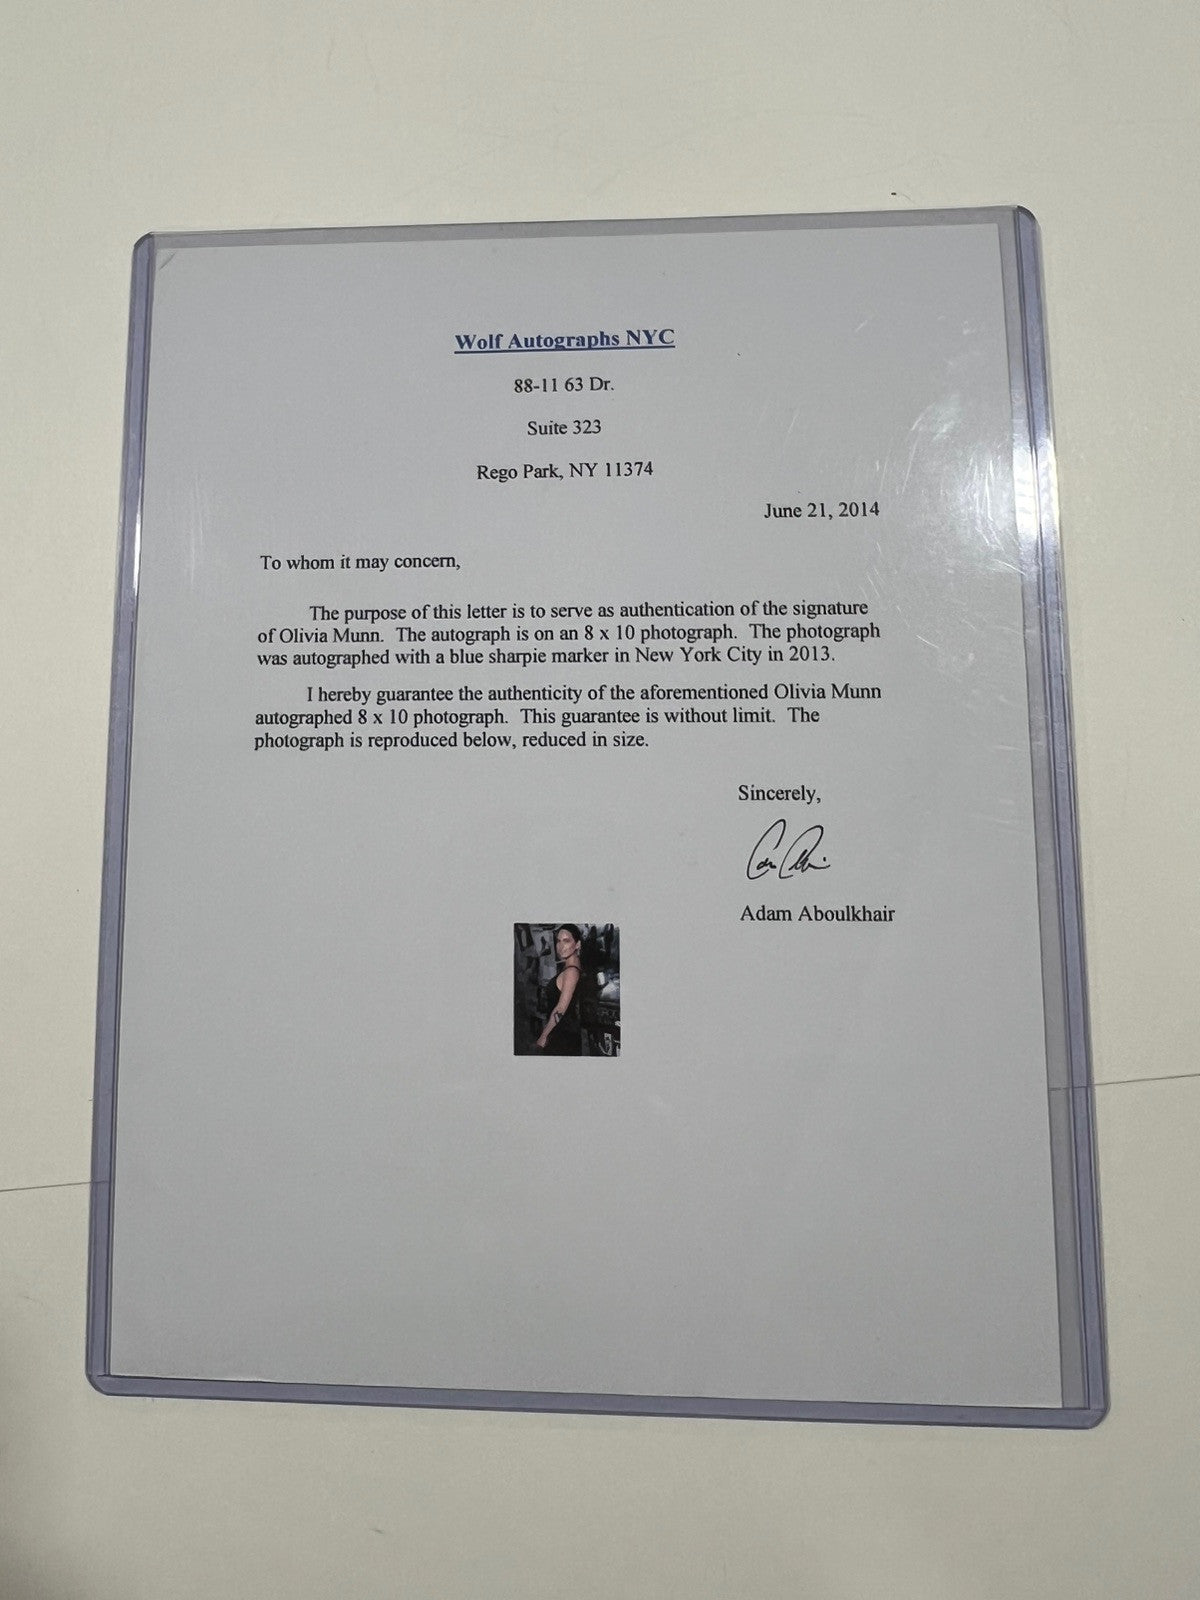 Wolf Autographs NYC
88-11 63 Dr.
Suite 323
Rego Park, NY 11374
June 21, 2014
To whom it may concern,
The purpose of this letter is to serve as authentication of the signature
of Olivia Munn. The autograph is on an 8 x 10 photograph. The photograph
was autographed with a blue sharpie marker in New York City in 2013.
I hereby guarantee the authenticity of the aforementioned Olivia Munn
autographed 8 x 10 photograph. This guarantee is without limit. The
photograph is reproduced below, reduced in size.
Sincerely,
Adam Aboulkhair